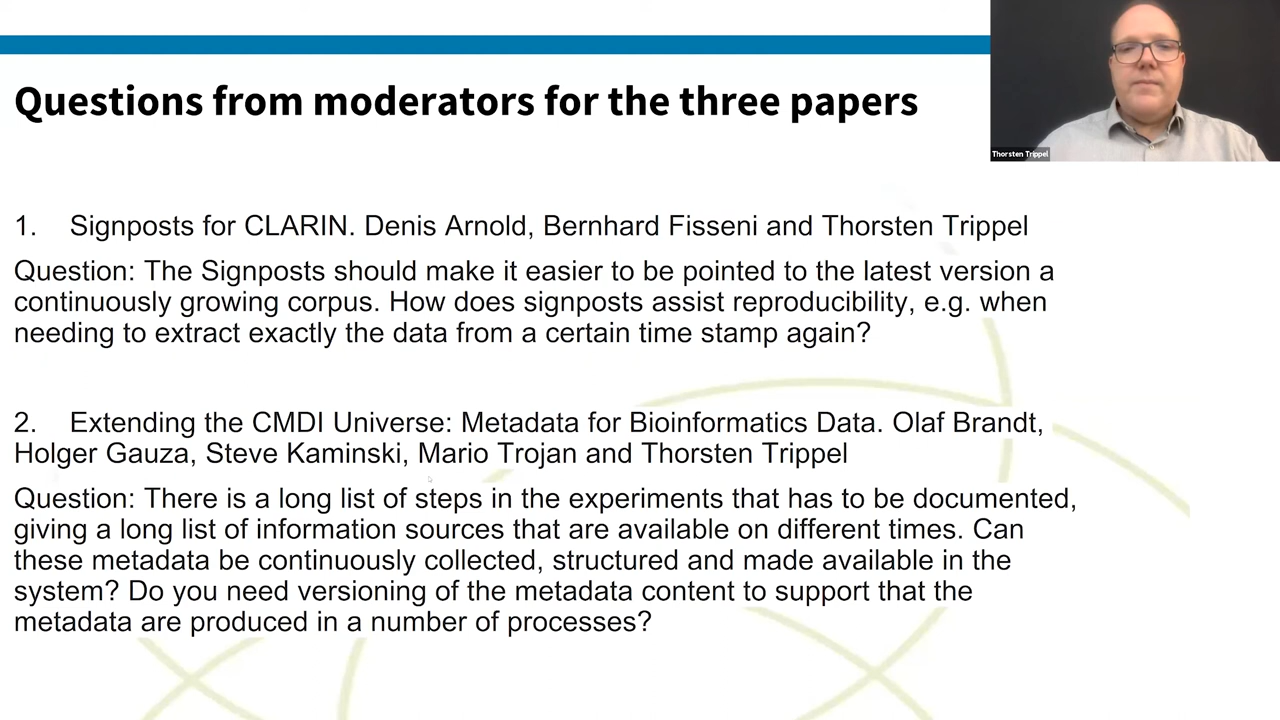 Questions from moderators for the three papers
Thorsten Trippel
1. Signposts for CLARIN. Denis Arnold, Bernhard Fisseni and Thorsten Trippel
Question: The Signposts should make it easier to be pointed to the latest version a
continuously growing corpus. How does signposts assist reproducibility, e.g. when
needing to extract exactly the data from a certain time stamp again?
2. Extending the CMDI Universe: Metadata for Bioinformatics Data. Olaf Brandt,
Holger Gauza, Steve Kaminski, Mario Trojan and Thorsten Trippel
Question: There is a long list of steps in the experiments that has to be documented,
giving a long list of information sources that are available on different times. Can
these metadata be continuously collected, structured and made available in the
system? Do you need versioning of the metadata content to support that the
metadata are produced in a number of processes?